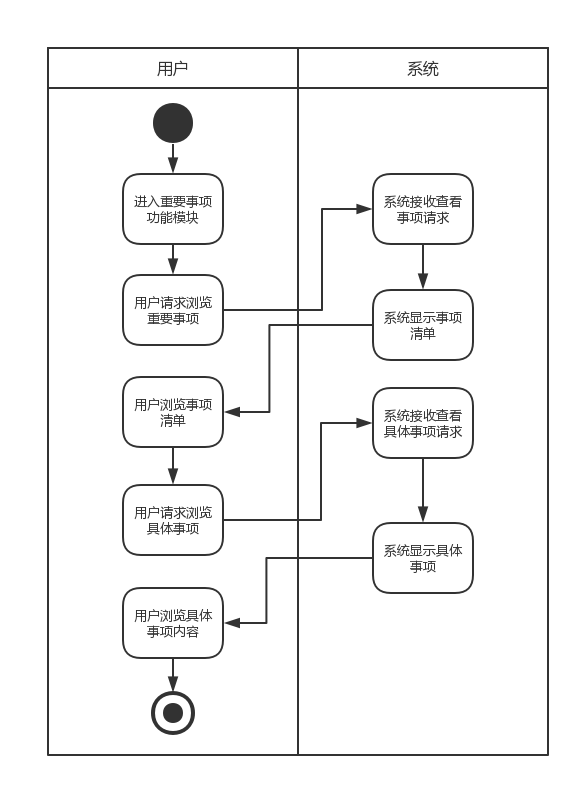 用户
系统
进入重要事项
功能模块
用户请求浏览
重要事项
系统接收查看
事项请求
系统显示事项
清单
用户浏览事项
清单
用户请求浏览
具体事项
系统接收查看
具体事项请求
系统显示具体
事项
用户浏览具体
事项内容